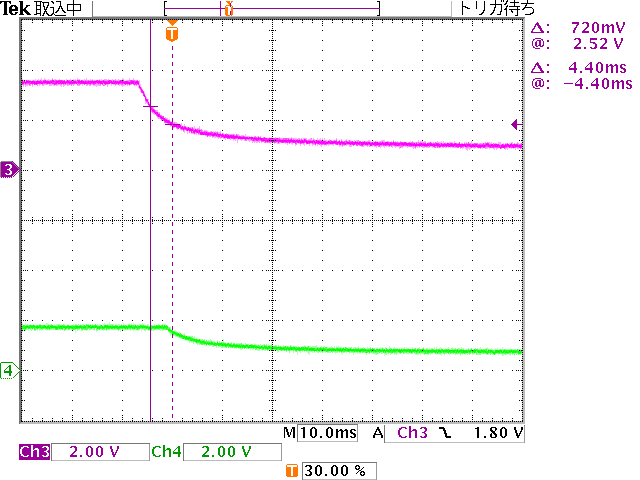 Tek 取込中 トリガ待ち
T
T
Δ: 720mV
@: 2.52 V
Δ: 4.40ms
@: −4.40ms
3
4
M 10.0ms A Ch3 1.80 V
Ch3 2.00 V Ch4 2.00 V
T 30.00 %